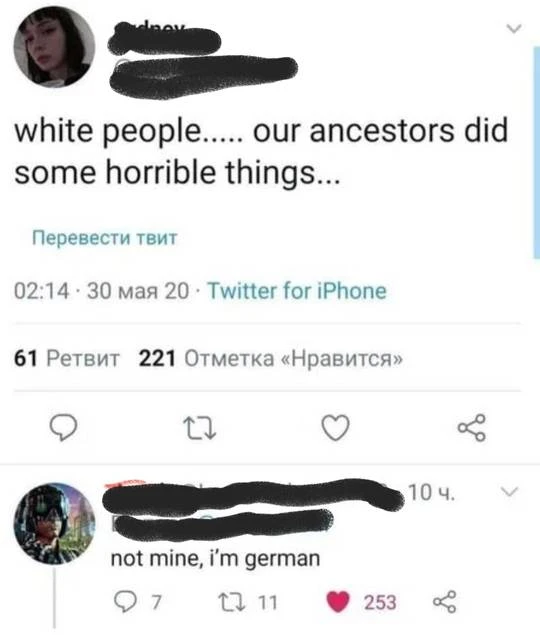 white people..... our ancestors did
some horrible things...
Перевести твит
02:14 · 30 мая 20 · Twitter for iPhone
61 Ретвит 221 Отметка «Нравится»
10 ч.
not mine, i'm german
7 11 253